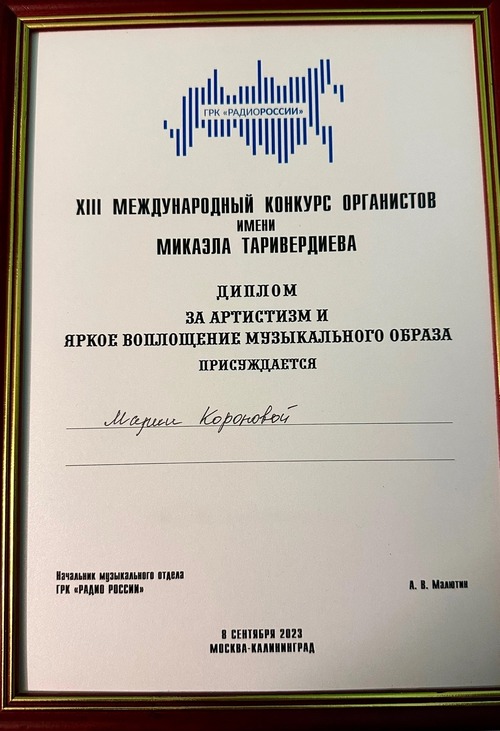 ГРК «РАДИОРОССИИ»
XIII МЕЖДУНАРОДНЫЙ КОНКУРС ОРГАНИСТОВ
ИМЕНИ
МИКАЭЛА ТАРИВЕРДИЕВА
ДИПЛОМ
ЗА АРТИСТИЗМ И
ЯРКОЕ ВОПЛОЩЕНИЕ МУЗЫКАЛЬНОГО ОБРАЗА
ПРИСУЖДАЕТСЯ
Марии Короновой
Начальник музыкального отдела
ГРК «РАДИО РОССИИ»
А. В. Малютин
8 СЕНТЯБРЯ 2023
МОСКВА-КАЛИНИНГРАД